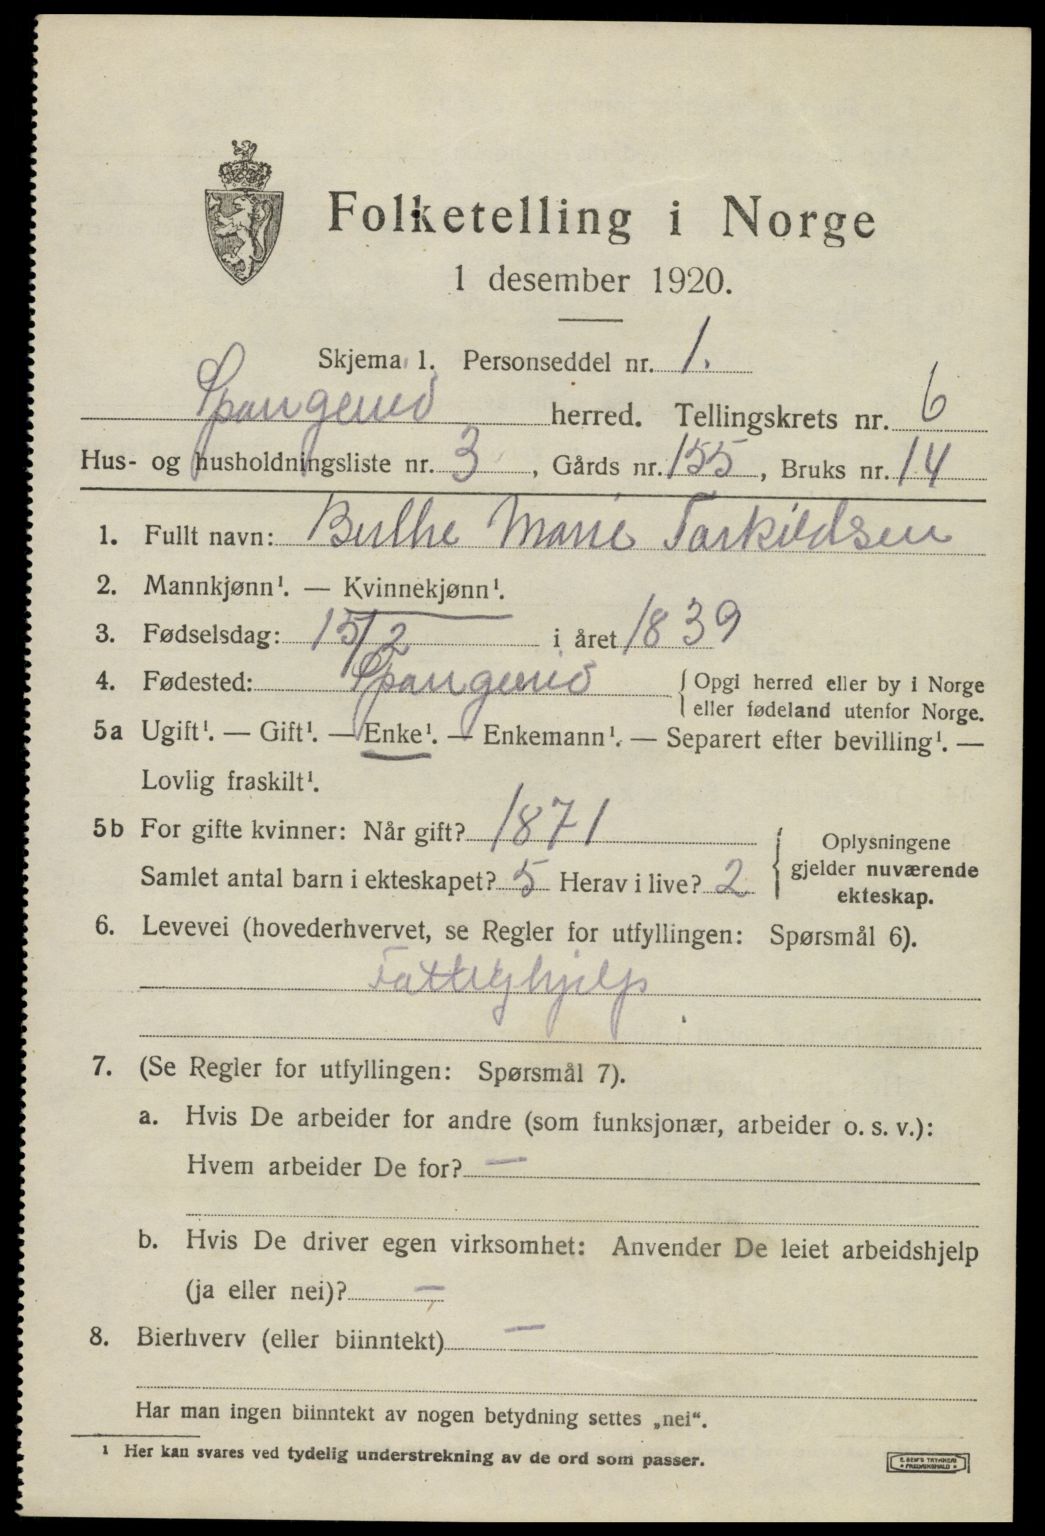 Folketelling i Norge
1 desember 1920.
Skjema 1. Personseddel nr. 1.
Spangereid herred. Tellingskrets nr. 6
Hus- og husholdningsliste nr. 3, Gårds nr. 155, Bruks nr. 14
1. Fullt navn: Berthe Marie Tarkildsen
2. Mannkjønn¹. — Kvinnekjønn¹.
3. Fødselsdag: 15/2 i året 1839
4. Fødested: Spangereid { Opgi herred eller by i Norge
eller fødeland utenfor Norge.
5a Ugift¹. — Gift¹. — Enke¹. — Enkemann¹. — Separert efter bevilling¹. —
Lovlig fraskilt¹.
5b For gifte kvinner: Når gift? 1871
Samlet antal barn i ekteskapet? 5 Herav i live? 2
{ Oplysningene
gjelder nuværende
ekteskap.
6. Levevei (hovederhvervet, se Regler for utfyllingen: Spørsmål 6).
Fattighjelp
7. (Se Regler for utfyllingen: Spørsmål 7).
a. Hvis De arbeider for andre (som funksjonær, arbeider o. s. v.):
Hvem arbeider De for? —
b. Hvis De driver egen virksomhet: Anvender De leiet arbeidshjelp
(ja eller nei)? —
8. Bierhverv (eller biinntekt) —
Har man ingen biinntekt av nogen betydning settes „nei“.
¹ Her kan svares ved tydelig understrekning av de ord som passer.